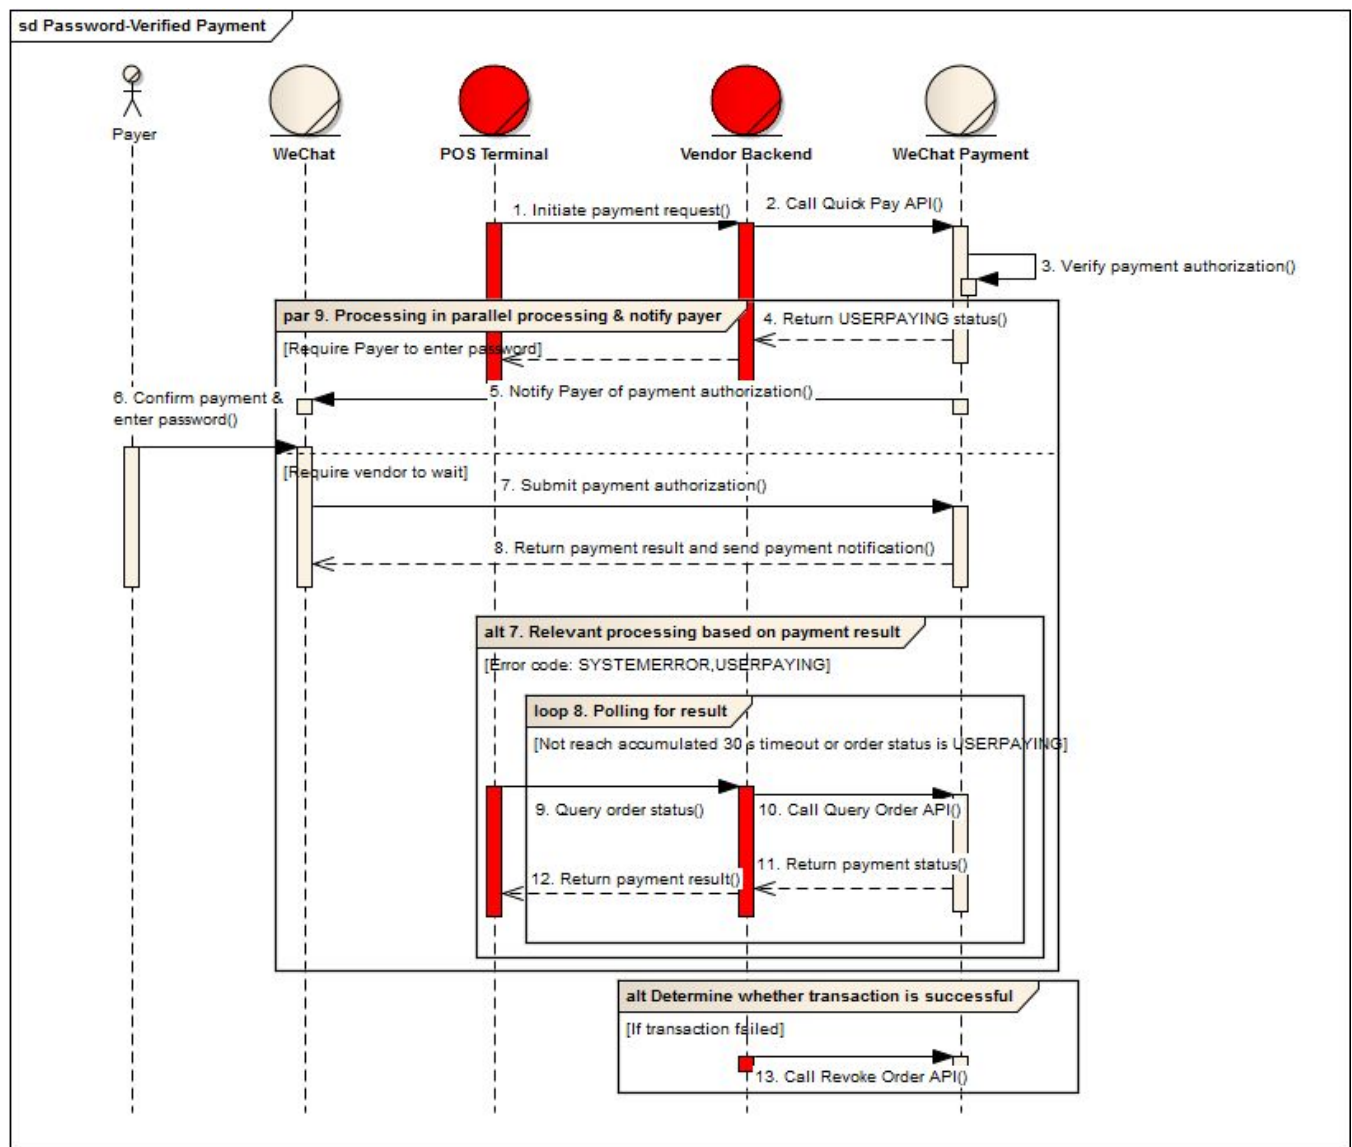 sd Password-Verified Payment
Payer
WeChat
POS Terminal
Vendor Backend
WeChat Payment
1. Initiate payment request()
2. Call Quick Pay API()
3. Verify payment authorization()
par 9. Processing in parallel processing & notify payer
4. Return USERPAYING status()
[Require Payer to enter password]
5. Notify Payer of payment authorization()
6. Confirm payment &
enter password()
[Require vendor to wait]
7. Submit payment authorization()
8. Return payment result and send payment notification()
alt 7. Relevant processing based on payment result
[Error code: SYSTEMERROR,USERPAYING]
loop 8. Polling for result
[Not reach accumulated 30 s timeout or order status is USERPAYING]
9. Query order status()
10. Call Query Order API()
11. Return payment status()
12. Return payment result()
alt Determine whether transaction is successful
[If transaction failed]
13. Call Revoke Order API()